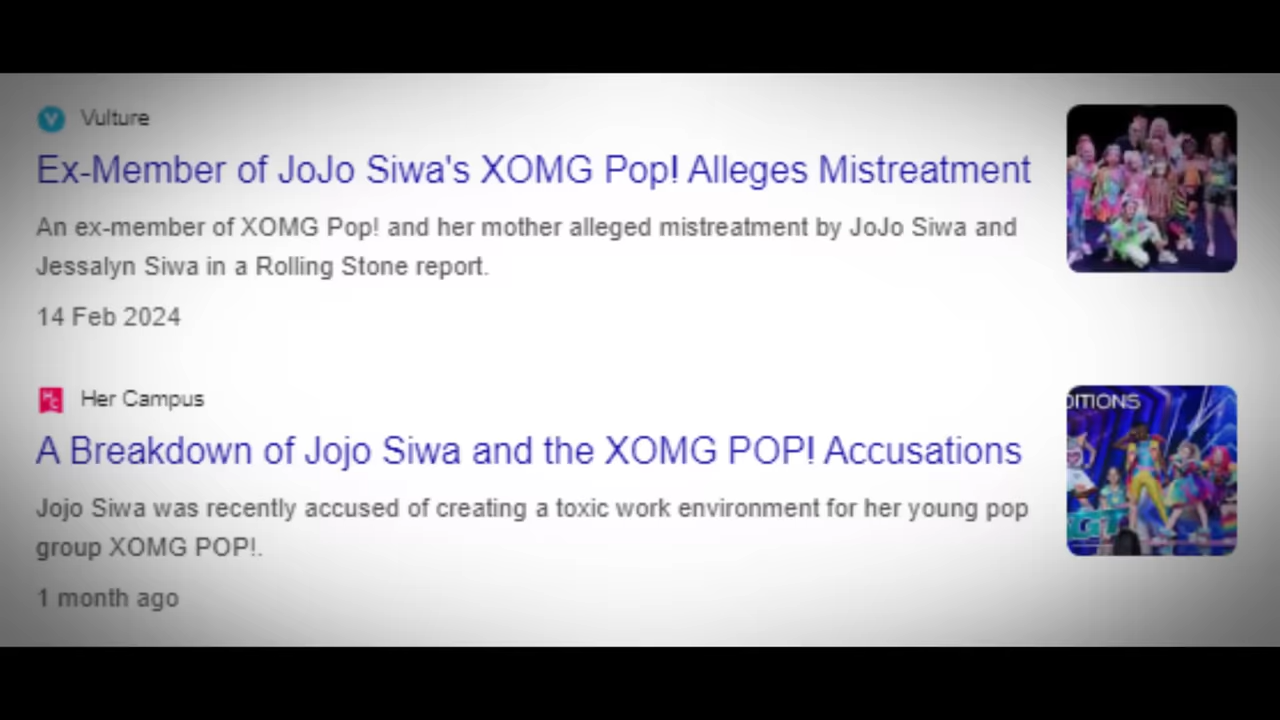 Vulture
Ex-Member of JoJo Siwa's XOMG Pop! Alleges Mistreatment
An ex-member of XOMG Pop! and her mother alleged mistreatment by JoJo Siwa and
Jessalyn Siwa in a Rolling Stone report.
14 Feb 2024
Her Campus
A Breakdown of Jojo Siwa and the XOMG POP! Accusations
DITIONS
Jojo Siwa was recently accused of creating a toxic work environment for her young pop
group XOMG POP!.
GT
1 month ago